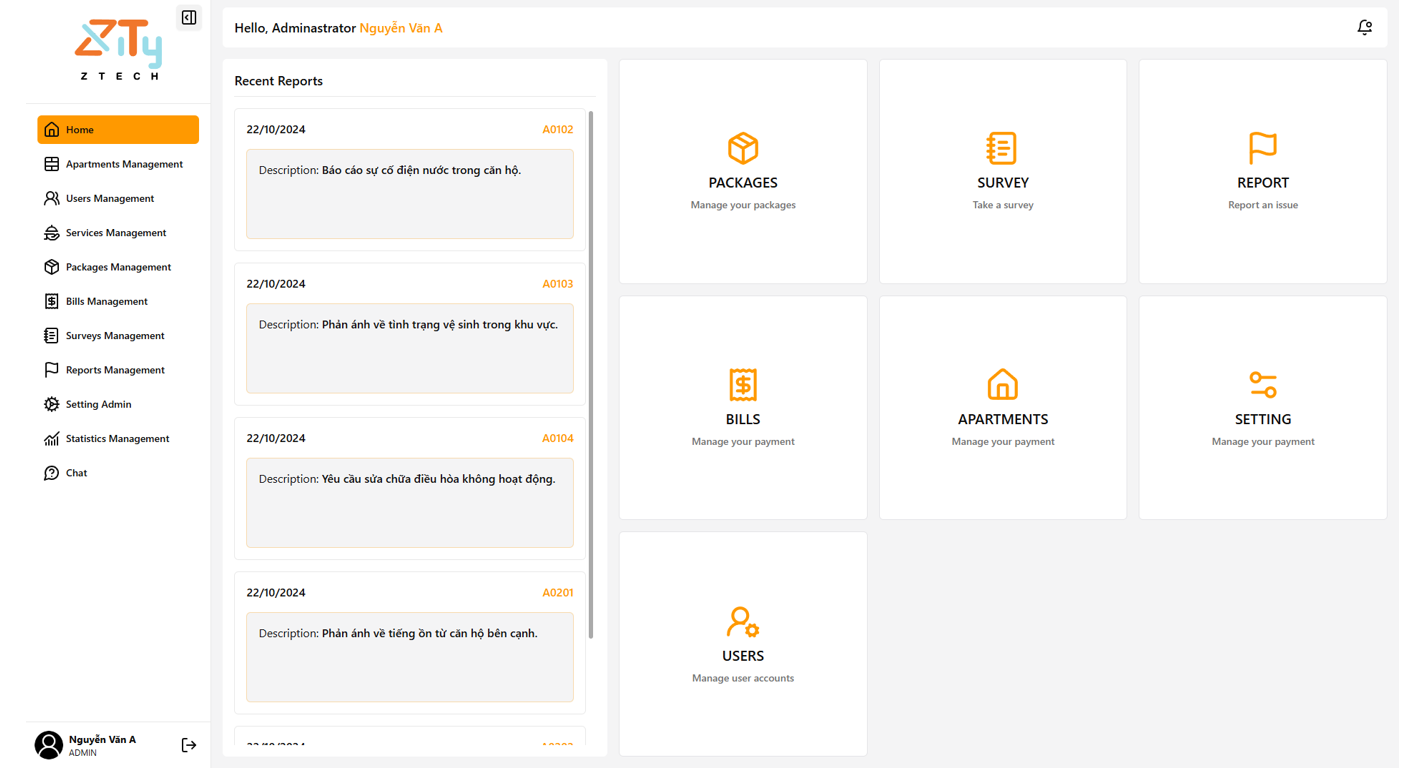 ZiTy
ZTECH
Home
Apartments Management
Users Management
Services Management
Packages Management
Bills Management
Surveys Management
Reports Management
Setting Admin
Statistics Management
Chat
Nguyễn Văn A
ADMIN
Hello, Adminastrator Nguyễn Văn A
Recent Reports
22/10/2024 A0102
Description: Báo cáo sự cố điện nước trong căn hộ.
22/10/2024 A0103
Description: Phản ánh về tình trạng vệ sinh trong khu vực.
22/10/2024 A0104
Description: Yêu cầu sửa chữa điều hòa không hoạt động.
22/10/2024 A0201
Description: Phản ánh về tiếng ồn từ căn hộ bên cạnh.
PACKAGES
Manage your packages
SURVEY
Take a survey
REPORT
Report an issue
BILLS
Manage your payment
APARTMENTS
Manage your payment
SETTING
Manage your payment
USERS
Manage user accounts